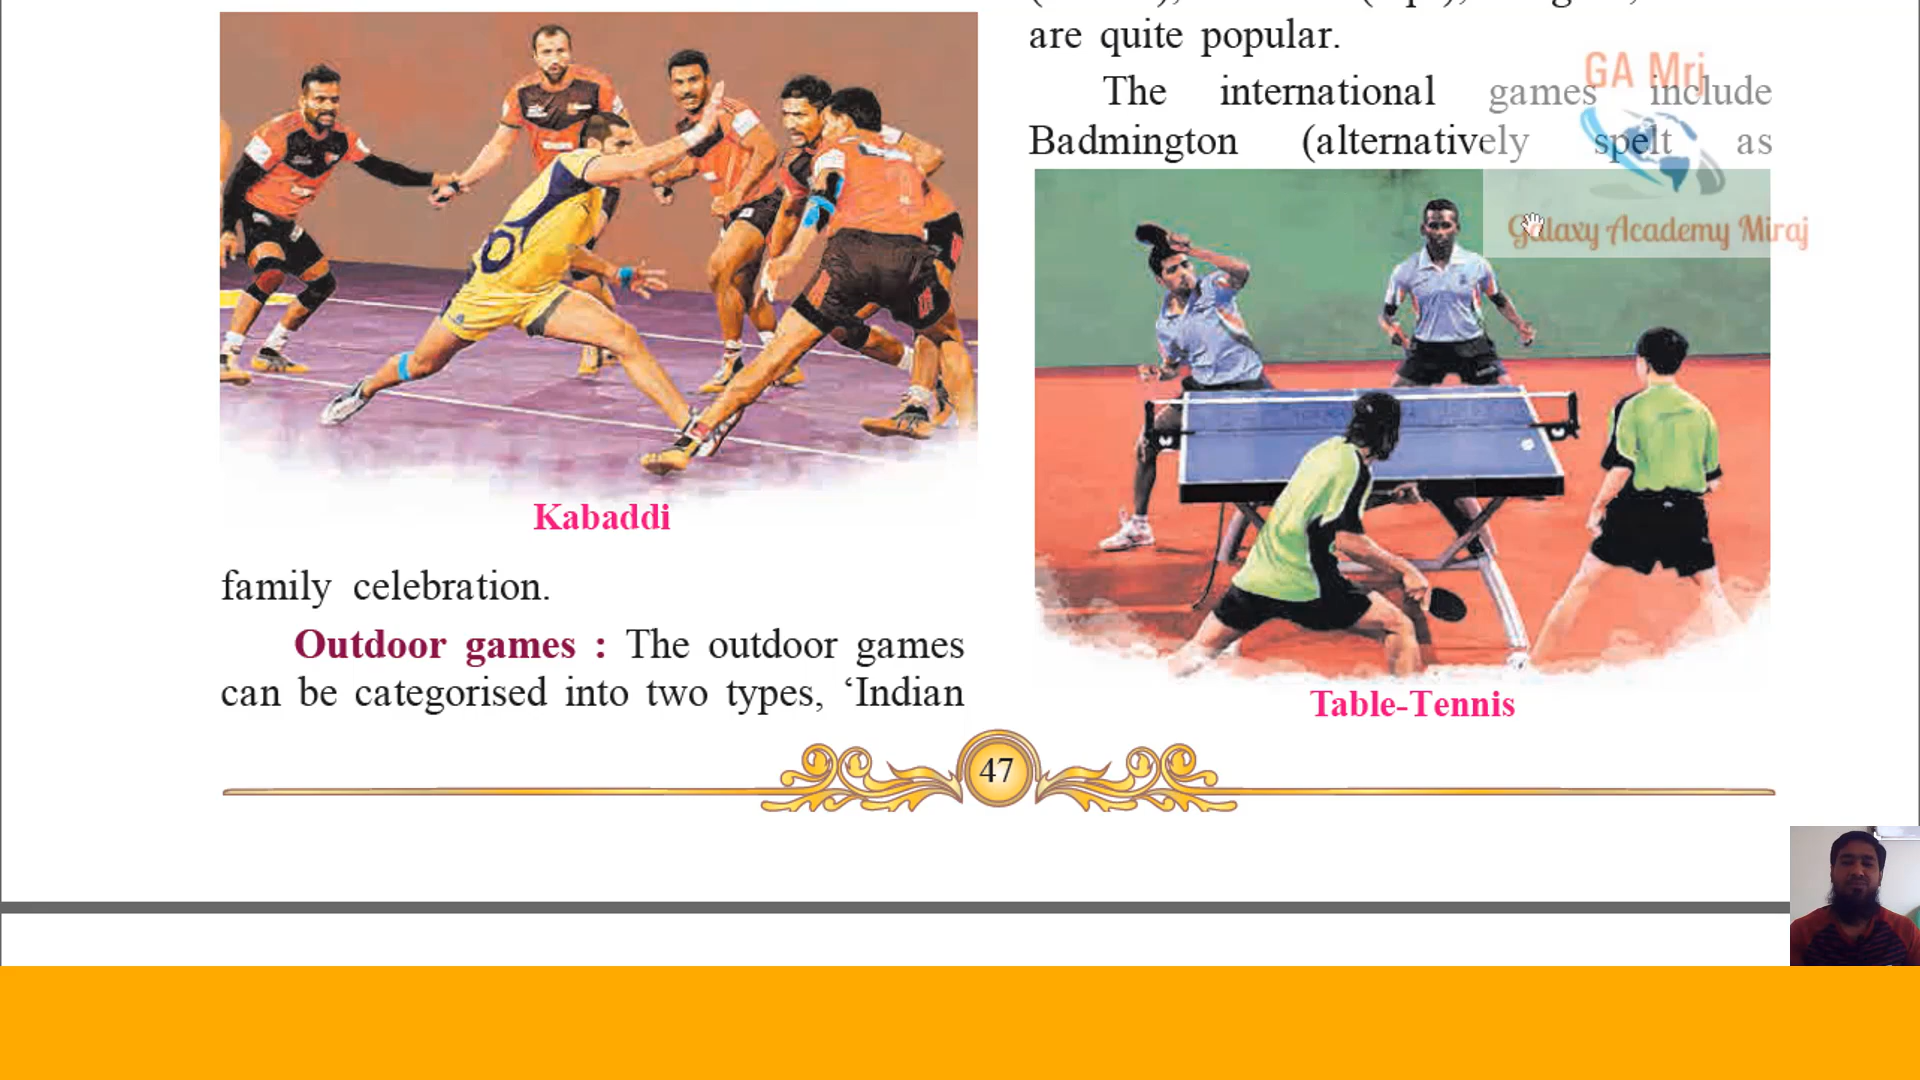 Kabaddi
family celebration.
Outdoor games : The outdoor games
can be categorised into two types, ‘Indian
are quite popular.
The international games include
Badmington (alternatively spelt as
Table-Tennis
47
GA Mrj
Galaxy Academy Miraj